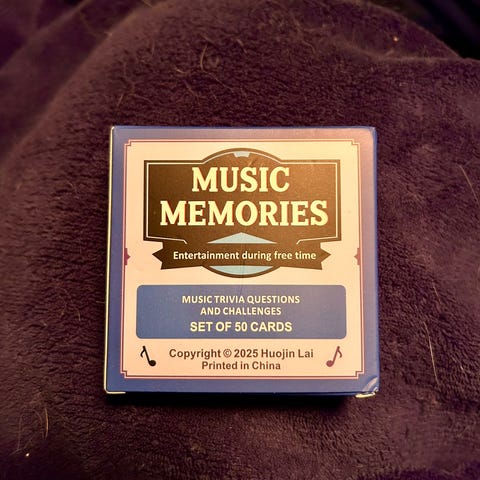 MUSIC
MEMORIES
Entertainment during free time
MUSIC TRIVIA QUESTIONS
AND CHALLENGES
SET OF 50 CARDS
Copyright © 2025 Huojin Lai
Printed in China